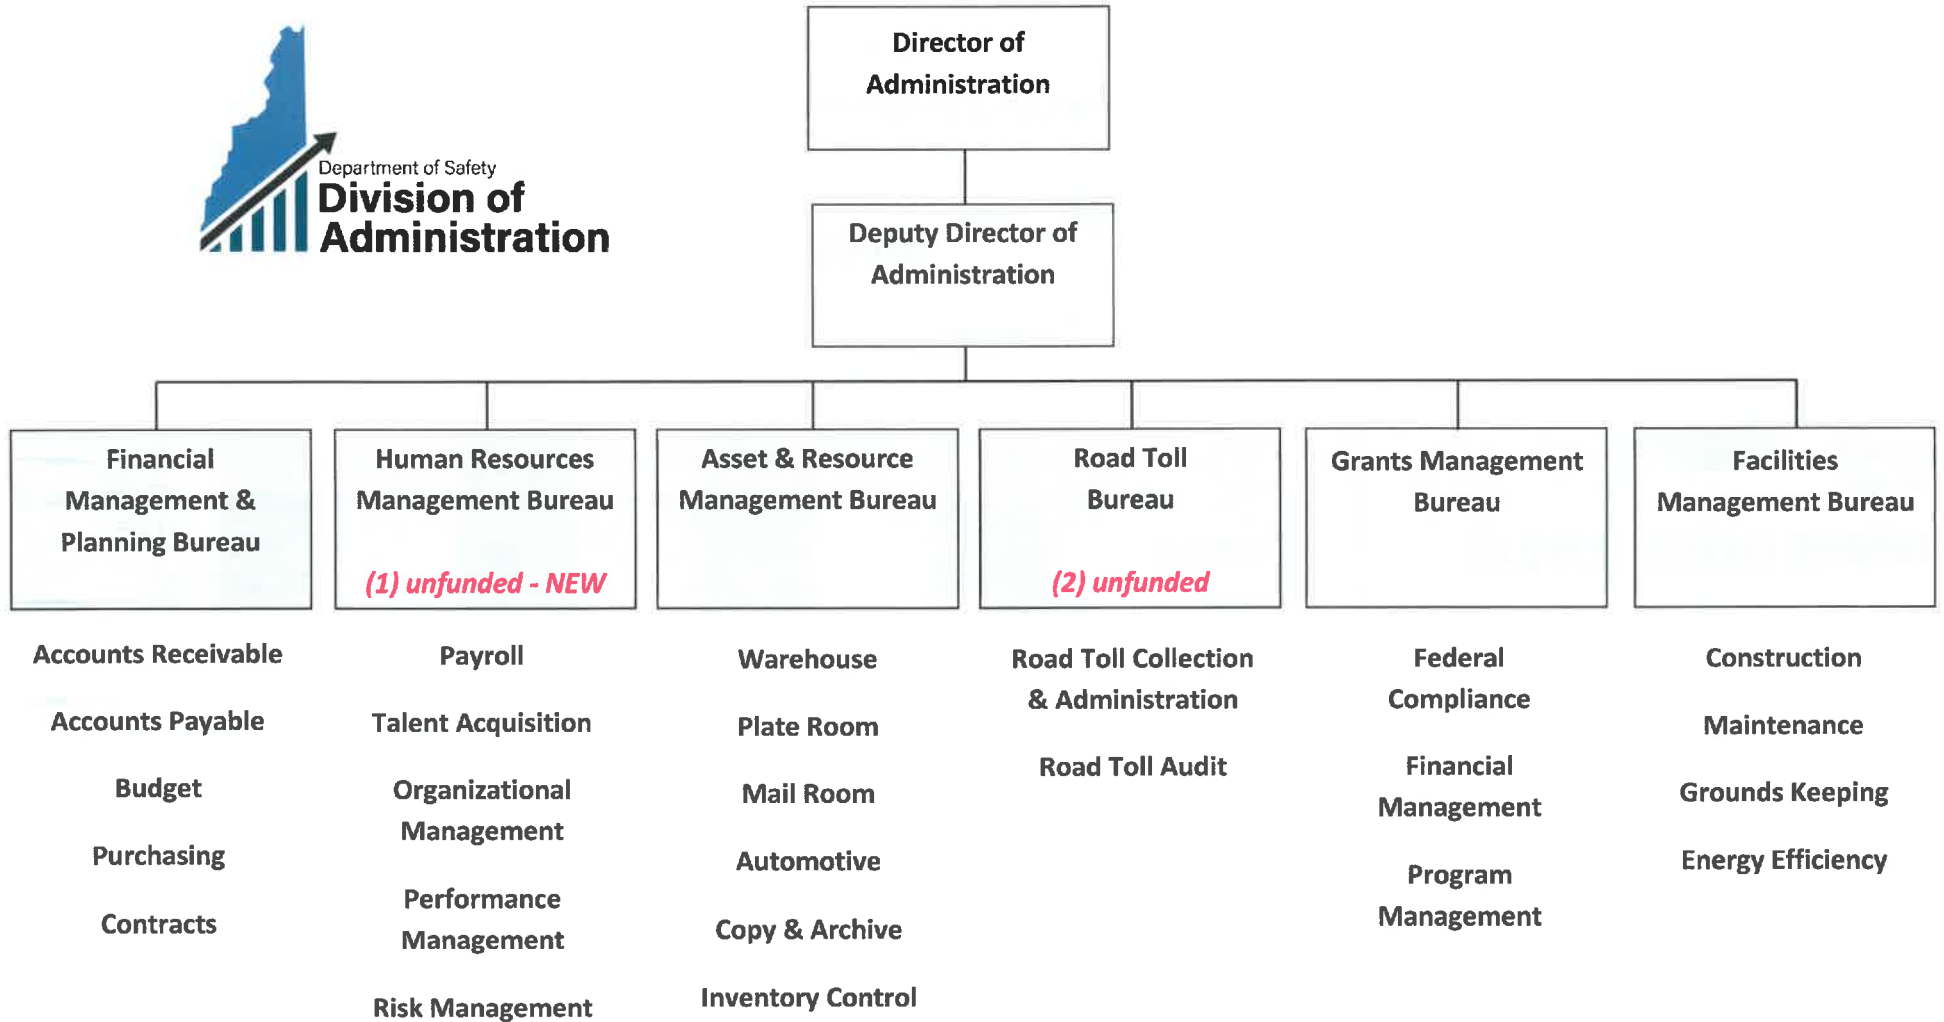 Director of
Administration
Department of Safety
Division of
Administration
Deputy Director of
Administration
Financial
Management &
Planning Bureau
Human Resources
Management Bureau
(1) unfunded - NEW
Asset & Resource
Management Bureau
Road Toll
Bureau
(2) unfunded
Grants Management
Bureau
Facilities
Management Bureau
Accounts Receivable
Accounts Payable
Budget
Purchasing
Contracts
Payroll
Talent Acquisition
Organizational
Management
Performance
Management
Risk Management
Warehouse
Plate Room
Mail Room
Automotive
Copy & Archive
Inventory Control
Road Toll Collection
& Administration
Road Toll Audit
Federal
Compliance
Financial
Management
Program
Management
Construction
Maintenance
Grounds Keeping
Energy Efficiency